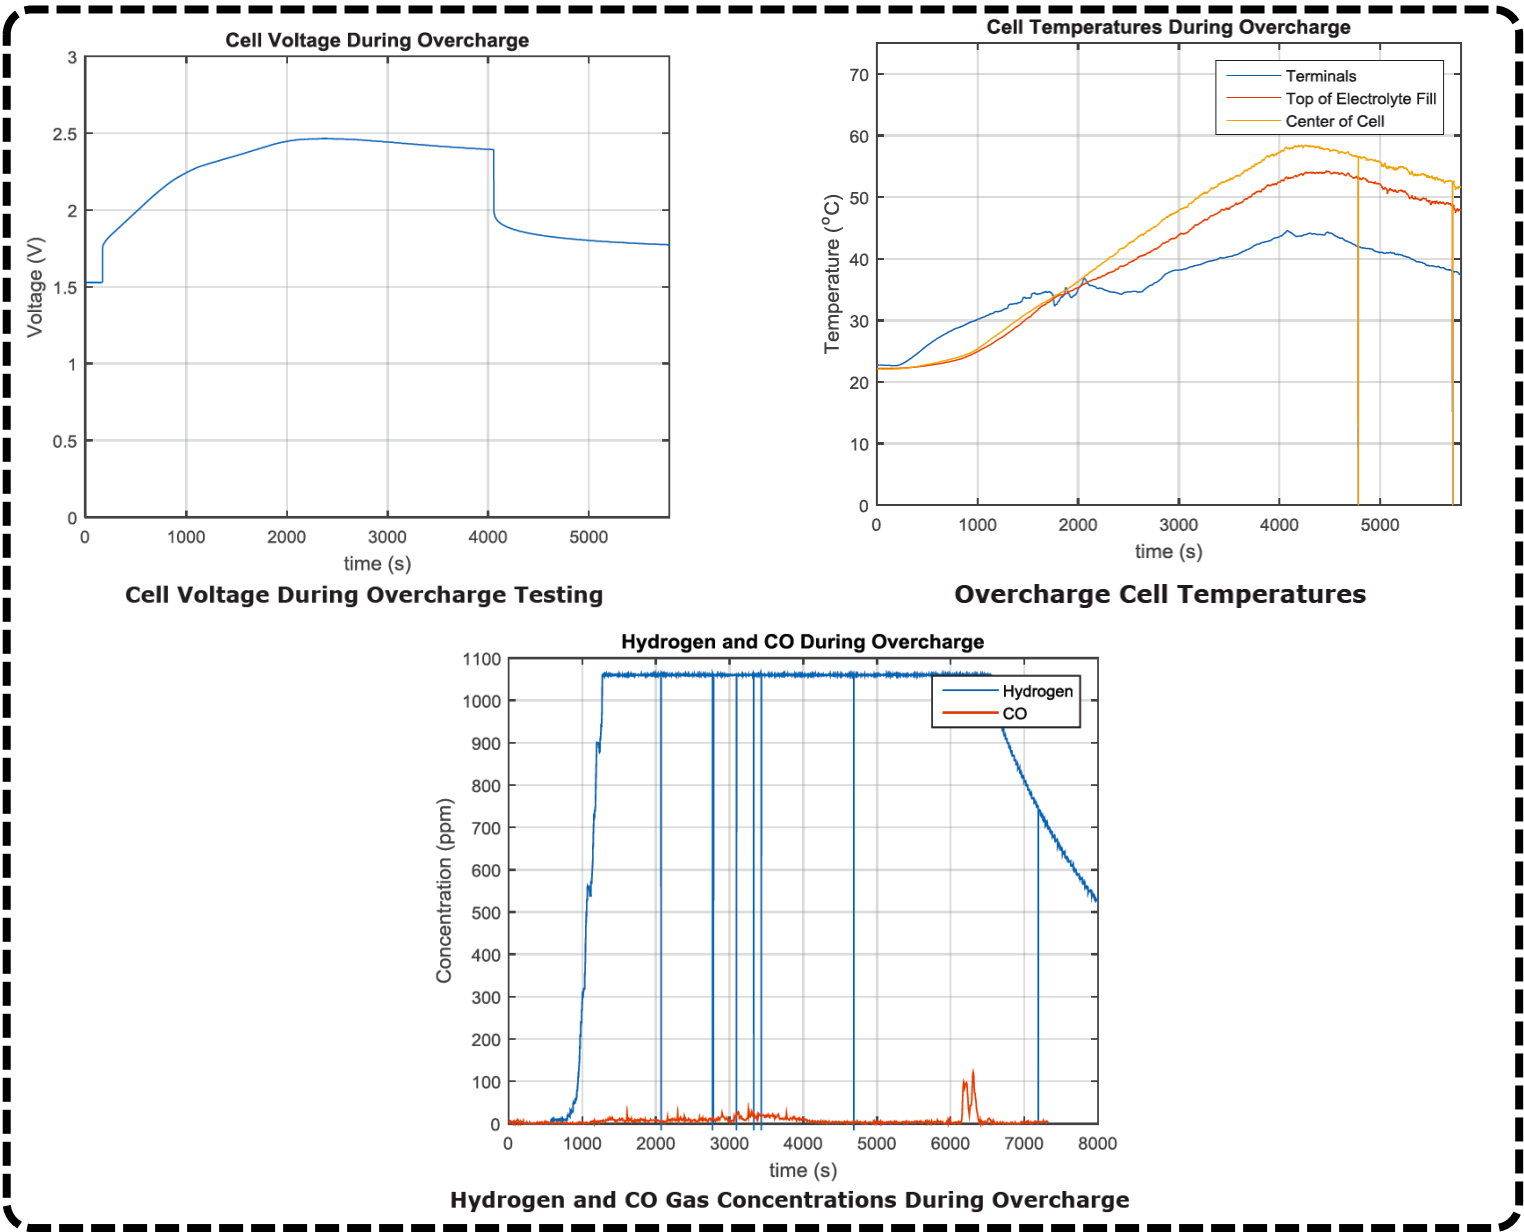 Cell Voltage During Overcharge
3
2.5
2
1.5
1
0.5
0
Voltage (V)
0 1000 2000 3000 4000 5000
time (s)
Cell Voltage During Overcharge Testing
Cell Temperatures During Overcharge
Terminals
Top of Electrolyte Fill
Center of Cell
70
60
50
40
30
20
10
0
Temperature (°C)
0 1000 2000 3000 4000 5000
time (s)
Overcharge Cell Temperatures
Hydrogen and CO During Overcharge
Hydrogen
CO
1100
1000
900
800
700
600
500
400
300
200
100
0
Concentration (ppm)
0 1000 2000 3000 4000 5000 6000 7000 8000
time (s)
Hydrogen and CO Gas Concentrations During Overcharge